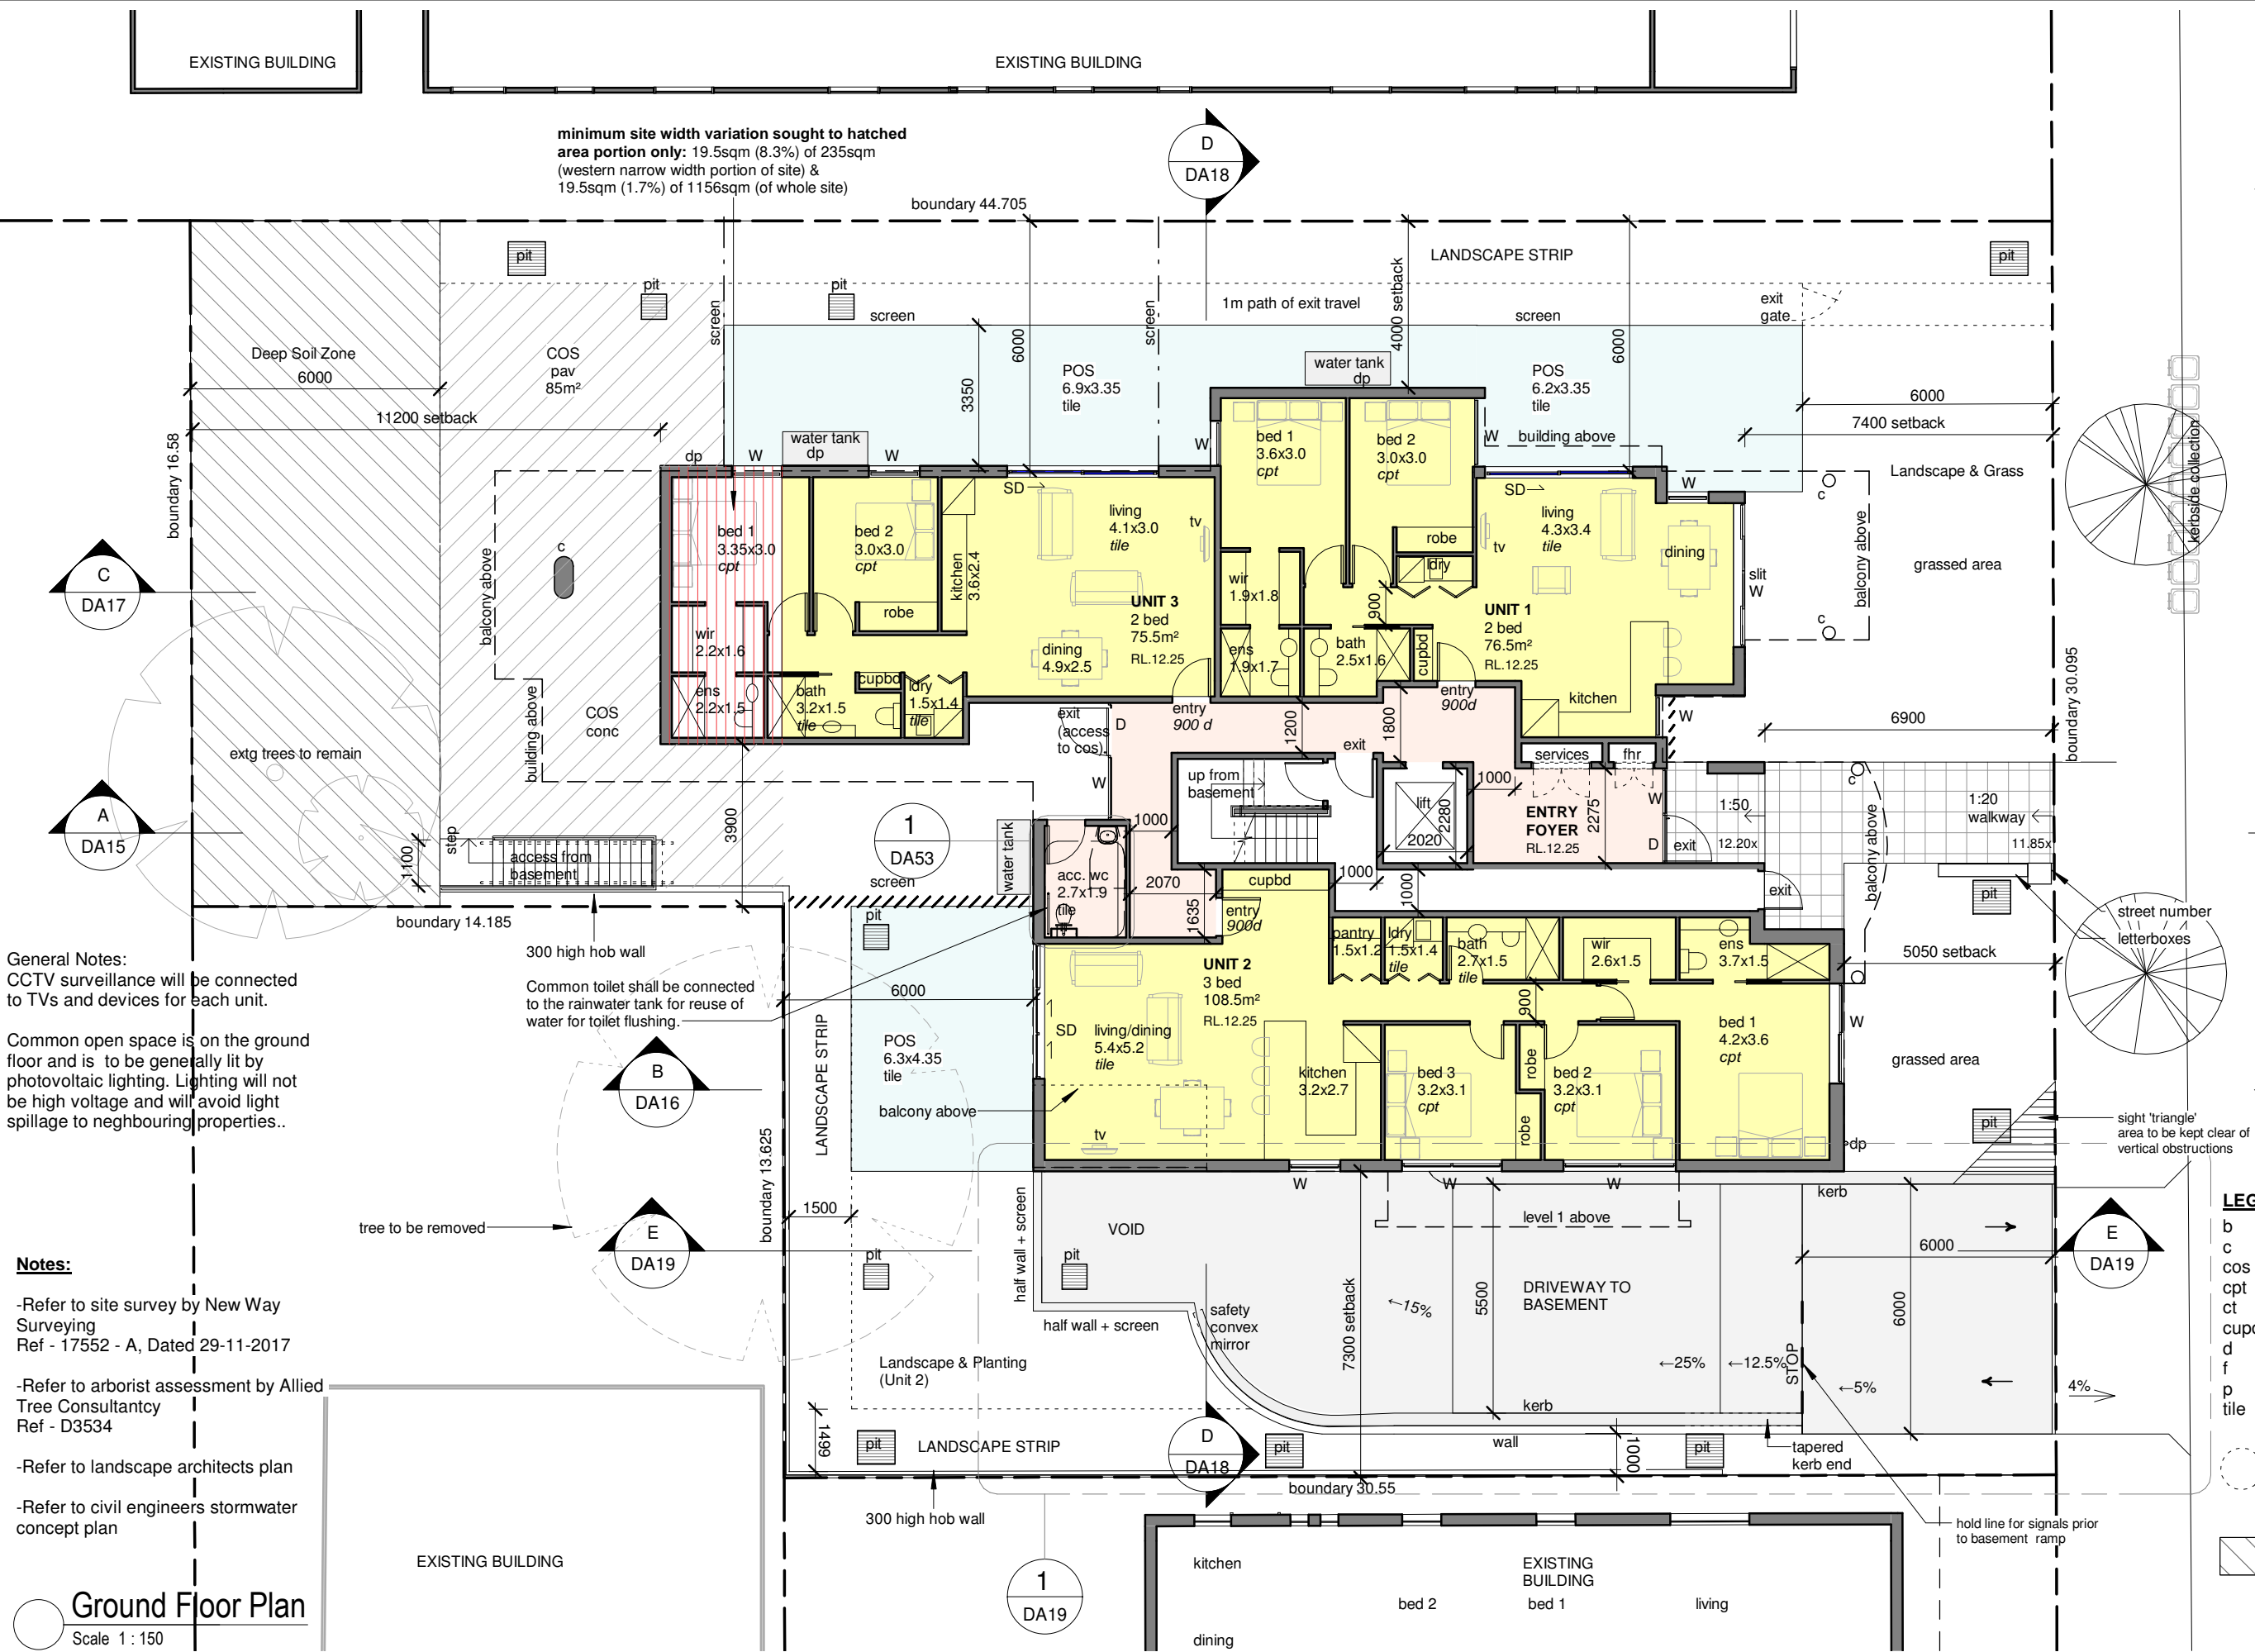 EXISTING BUILDING
EXISTING BUILDING
minimum site width variation sought to hatched
area portion only: 19.5sqm (8.3%) of 235sqm
(western narrow width portion of site) &
19.5sqm (1.7%) of 1156sqm (of whole site)
D
DA18
boundary 44.705
LANDSCAPE STRIP
pit
pit
pit
pit
screen
screen
screen
screen
1m path of exit travel
exit
gate
4000 setback
Deep Soil Zone
6000
COS
pav
85m²
3350
6000
POS
6.9x3.35
tile
water tank
dp
POS
6.2x3.35
tile
6000
6000
11200 setback
7400 setback
boundary 16.58
water tank
dp
dp
W
W
W
W
building above
W
bed 1
3.6x3.0
cpt
bed 2
3.0x3.0
cpt
Landscape & Grass
kerbside collection
c
SD
SD
living
4.1x3.0
tile
tv
living
4.3x3.4
tile
tv
robe
dining
bed 1
3.35x3.0
cpt
bed 2
3.0x3.0
cpt
kitchen
3.6x2.4
robe
balcony above
c
C
DA17
wir
1.9x1.8
ldry
900
slit
W
balcony above
grassed area
UNIT 3
2 bed
75.5m²
RL.12.25
UNIT 1
2 bed
76.5m²
RL.12.25
c
wir
2.2x1.6
dining
4.9x2.5
ens
1.9x1.7
bath
2.5x1.6
cupbd
boundary 30.095
ens
2.2x1.5
bath
3.2x1.5
tile
cupbd
ldry
1.5x1.4
tile
entry
900 d
entry
900d
kitchen
building above
COS
conc
exit
(access
to cos)
D
1200
1800
exit
W
6900
extg trees to remain
services
fhr
up from
basement
W
1000
lift
2280
2020
ENTRY
FOYER
RL.12.25
2275
W
D
exit
1:50
12.20x
1:20
walkway
11.85x
c
balcony above
A
DA15
1100
step
access from
basement
3900
1
DA53
water tank
1000
acc. wc
2.7x1.9
tile
2070
1635
cupbd
1000
1000
exit
pit
screen
entry
900d
boundary 14.185
pit
street number
letterboxes
300 high hob wall
pantry
1.5x1.2
ldry
1.5x1.4
tile
bath
2.7x1.5
tile
wir
2.6x1.5
ens
3.7x1.5
5050 setback
General Notes:
CCTV surveillance will be connected
to TVs and devices for each unit.
Common open space is on the ground
floor and is to be generally lit by
photovoltaic lighting. Lighting will not
be high voltage and will avoid light
spillage to neghbouring properties..
Common toilet shall be connected
to the rainwater tank for reuse of
water for toilet flushing.
6000
UNIT 2
3 bed
108.5m²
RL.12.25
900
LANDSCAPE STRIP
POS
6.3x4.35
tile
SD
living/dining
5.4x5.2
tile
bed 1
4.2x3.6
cpt
W
grassed area
B
DA16
balcony above
kitchen
3.2x2.7
bed 3
3.2x3.1
cpt
robe
robe
bed 2
3.2x3.1
cpt
tv
dp
pit
sight 'triangle'
area to be kept clear of
vertical obstructions
boundary 13.625
W
W
W
kerb
LEG
b
c
cos
cpt
ct
cupd
d
f
p
tile
tree to be removed
E
DA19
1500
half wall + screen
VOID
pit
pit
level 1 above
6000
E
DA19
Notes:
-Refer to site survey by New Way
Surveying
Ref - 17552 - A, Dated 29-11-2017
-Refer to arborist assessment by Allied
Tree Consultantcy
Ref - D3534
-Refer to landscape architects plan
-Refer to civil engineers stormwater
concept plan
half wall + screen
safety
convex
mirror
7300 setback
←15%
5500
DRIVEWAY TO
BASEMENT
←25%
←12.5%
STOP
←5%
6000
4%
Landscape & Planting
(Unit 2)
kerb
1499
pit
LANDSCAPE STRIP
D
DA18
pit
wall
1000
pit
tapered
kerb end
boundary 30.55
300 high hob wall
hold line for signals prior
to basement ramp
EXISTING BUILDING
1
DA19
kitchen
EXISTING
BUILDING
bed 2
bed 1
living
dining
Ground Floor Plan
Scale 1 : 150